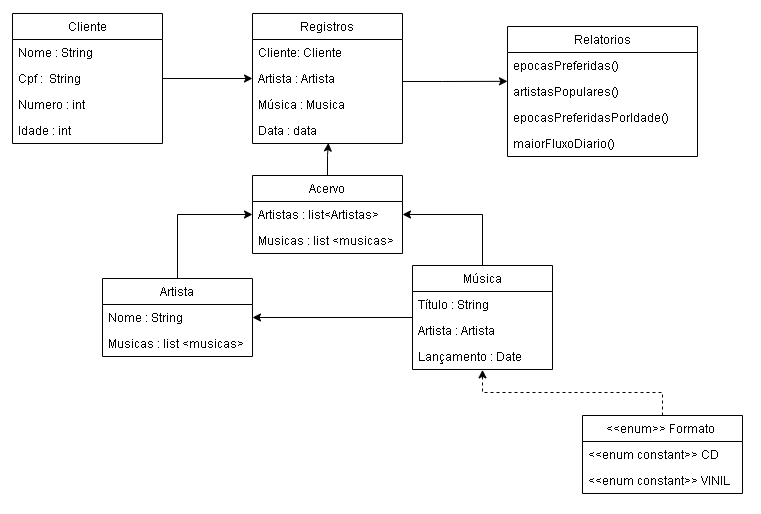 Cliente
Nome : String
Cpf :  String
Numero : int
Idade : int
Registros
Cliente: Cliente
Artista : Artista
Música : Musica
Data : data
Relatorios
epocasPreferidas()
artistasPopulares()
epocasPreferidasPorIdade()
maiorFluxoDiario()
Acervo
Artistas : list<Artistas>
Musicas : list <musicas>
Artista
Nome : String
Musicas : list <musicas>
Música
Título : String
Artista : Artista
Lançamento : Date
<<enum>> Formato
<<enum constant>> CD
<<enum constant>> VINIL